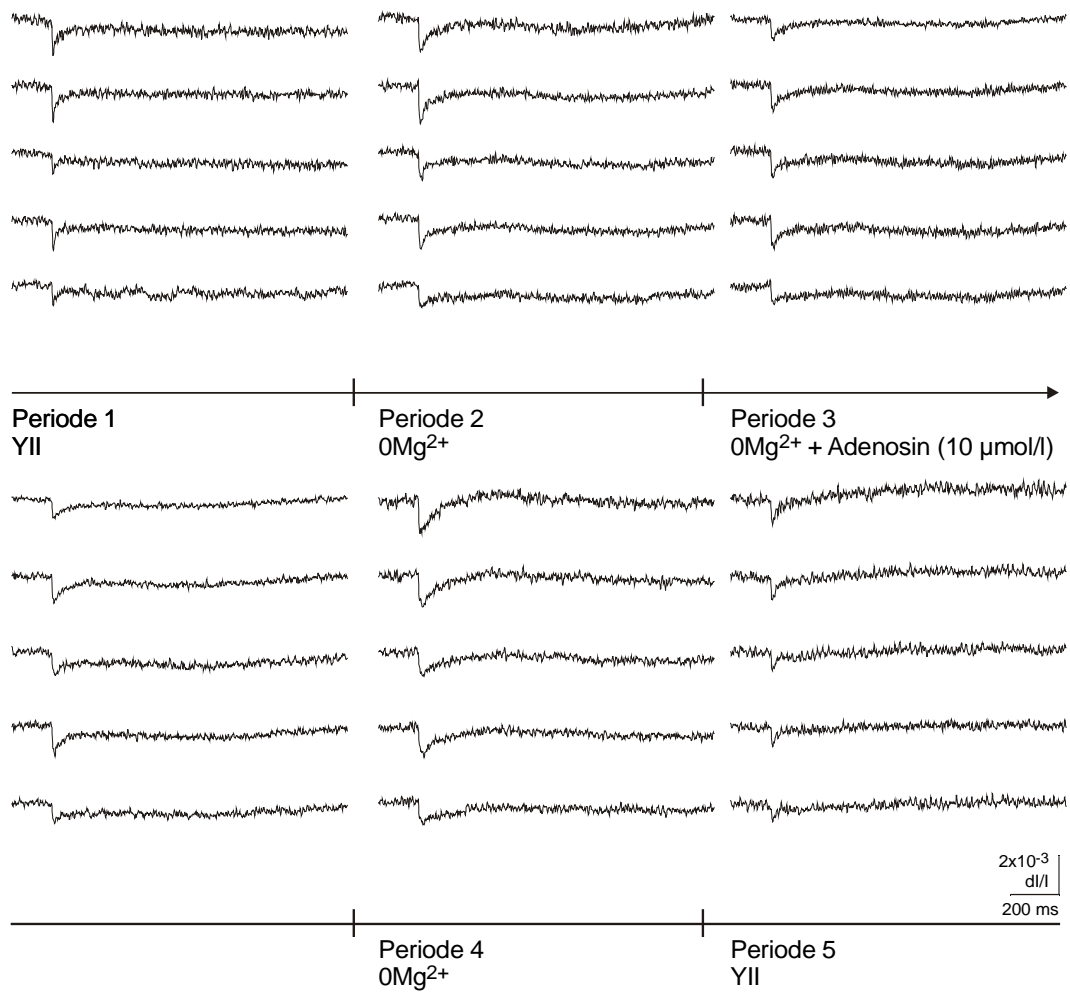 Periode 1
YII
Periode 2
0Mg²⁺
Periode 3
0Mg²⁺ + Adenosin (10 µmol/l)
2x10⁻³
dI/I
200 ms
Periode 4
0Mg²⁺
Periode 5
YII